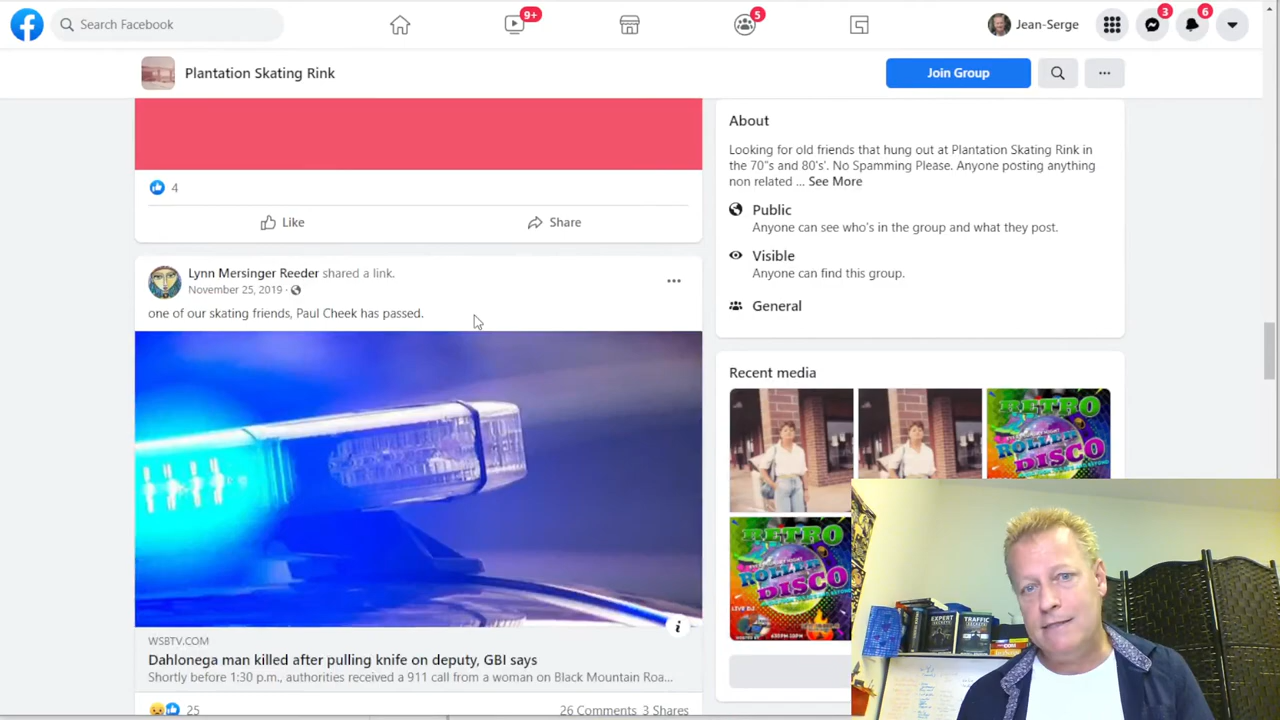 Search Facebook
9+
5
Jean-Serge
3
6
Plantation Skating Rink
Join Group
4
Like
Share
Lynn Mersinger Reeder shared a link.
November 25, 2019 ·
one of our skating friends, Paul Cheek has passed.
WSBTV.COM
Dahlonega man killed after pulling knife on deputy, GBI says
Shortly before 1:30 p.m., authorities received a 911 call from a woman on Black Mountain Roa...
25
26 Comments 3 Shares
About
Looking for old friends that hung out at Plantation Skating Rink in
the 70"s and 80's'. No Spamming Please. Anyone posting anything
non related ... See More
Public
Anyone can see who's in the group and what they post.
Visible
Anyone can find this group.
General
Recent media
RETRO
ROLLER
DISCO
RETRO
ROLLER
DISCO
LIVE DJ
EXPERT
SECRETS
TRAFFIC
SECRETS